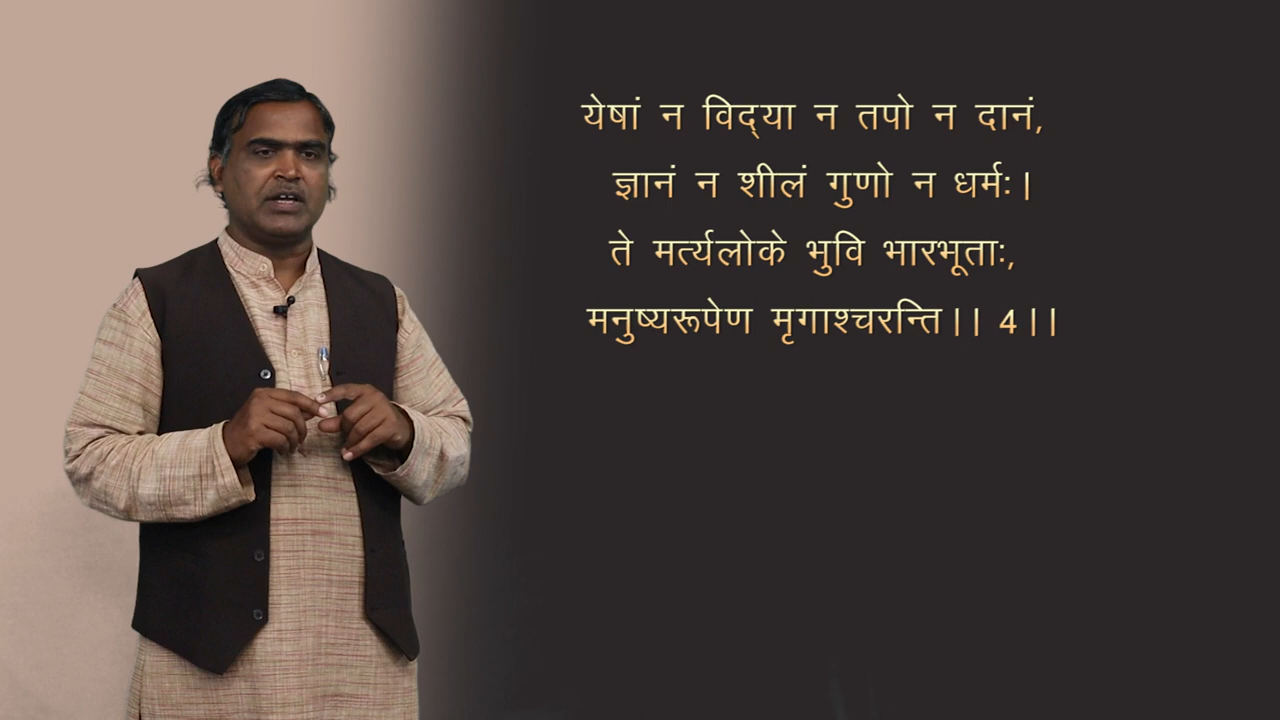 येषां न विद्‌या न तपो न दानं,
ज्ञानं न शीलं गुणो न धर्मः।
ते मर्त्यलोके भुवि भारभूताः,
मनुष्यरूपेण मृगाश्चरन्ति।। 4।।